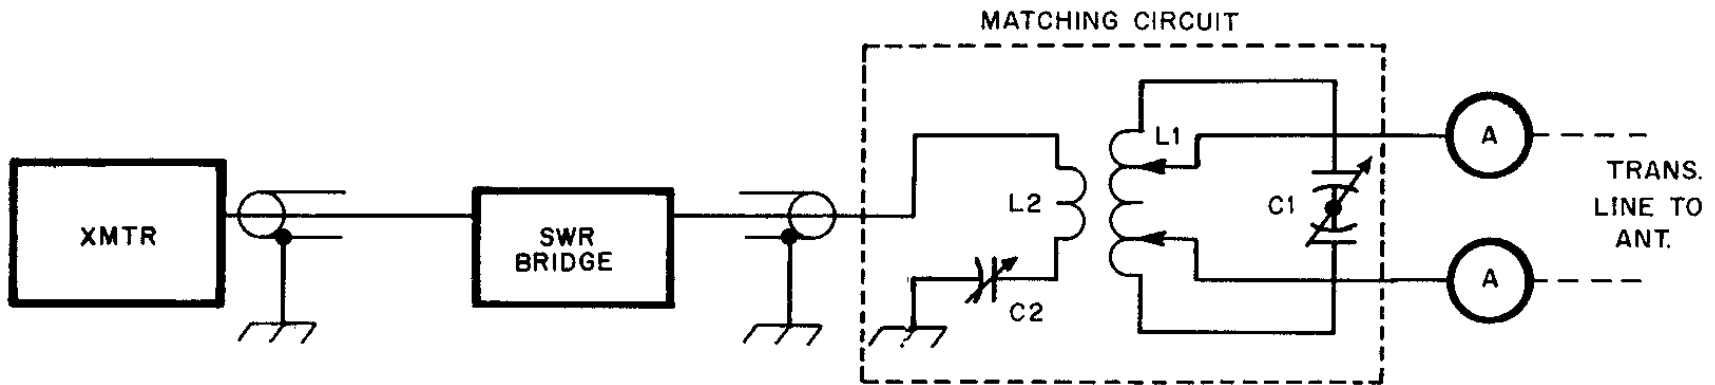 MATCHING CIRCUIT
XMTR
SWR
BRIDGE
L2
C2
L1
C1
A
A
TRANS.
LINE TO
ANT.